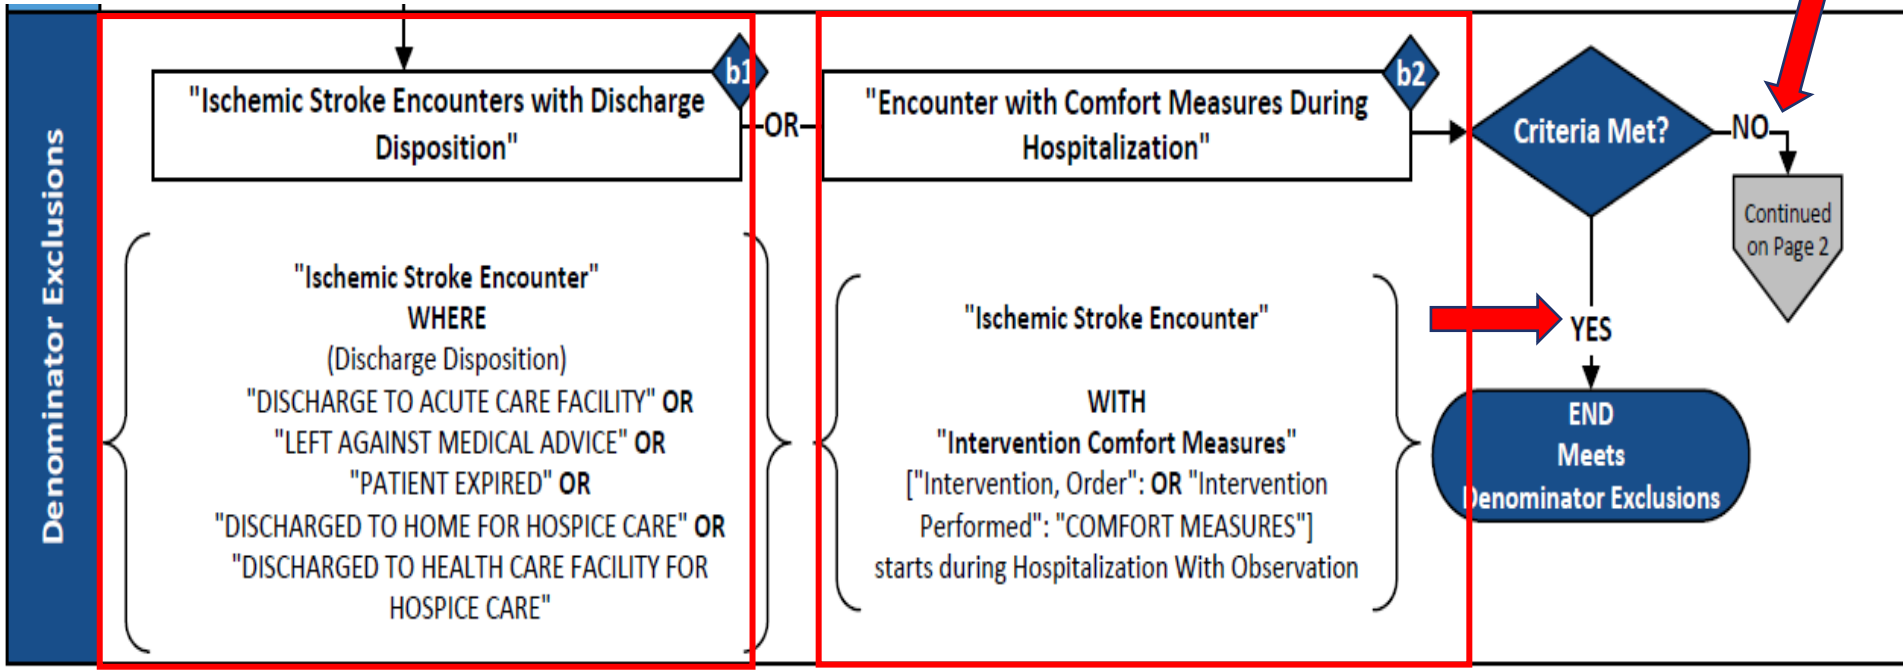 Denominator Exclusions
"Ischemic Stroke Encounters with Discharge
Disposition"
b1
OR
"Encounter with Comfort Measures During
Hospitalization"
b2
Criteria Met?
NO
Continued
on Page 2
"Ischemic Stroke Encounter"
WHERE
(Discharge Disposition)
"DISCHARGE TO ACUTE CARE FACILITY" OR
"LEFT AGAINST MEDICAL ADVICE" OR
"PATIENT EXPIRED" OR
"DISCHARGED TO HOME FOR HOSPICE CARE" OR
"DISCHARGED TO HEALTH CARE FACILITY FOR
HOSPICE CARE"
"Ischemic Stroke Encounter"
WITH
"Intervention Comfort Measures"
["Intervention, Order": OR "Intervention
Performed": "COMFORT MEASURES"]
starts during Hospitalization With Observation
YES
END
Meets
Denominator Exclusions